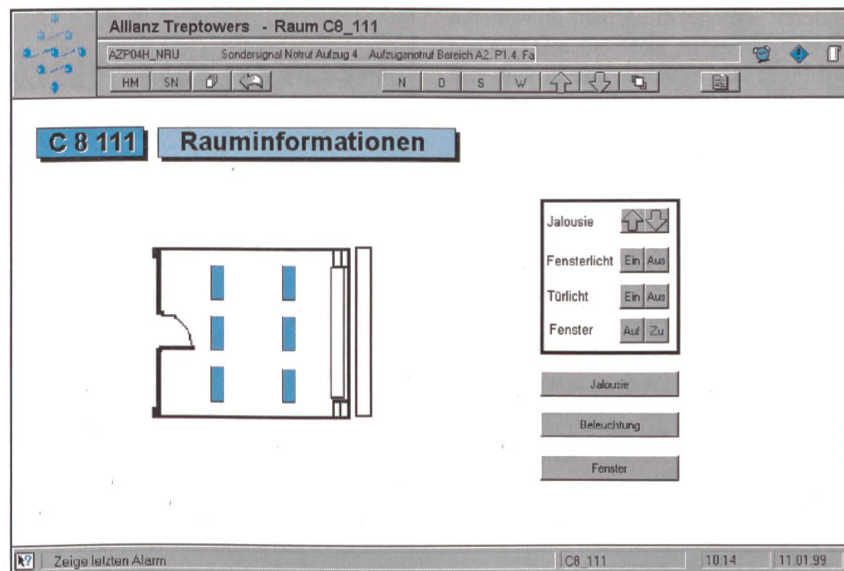 Allianz Treptowers - Raum C8_111
AZP04H_NRU Sondersignal Notruf Aufzug 4 Aufzugnotruf Bereich A2, P1.4. Fa
HM SN N O S W
C 8 111 Rauminformationen
Jalousie
Fensterlicht Ein Aus
Türlicht Ein Aus
Fenster Auf Zu
Jalousie
Beleuchtung
Fenster
Zeige letzten Alarm C8_111 10:14 11.01.99